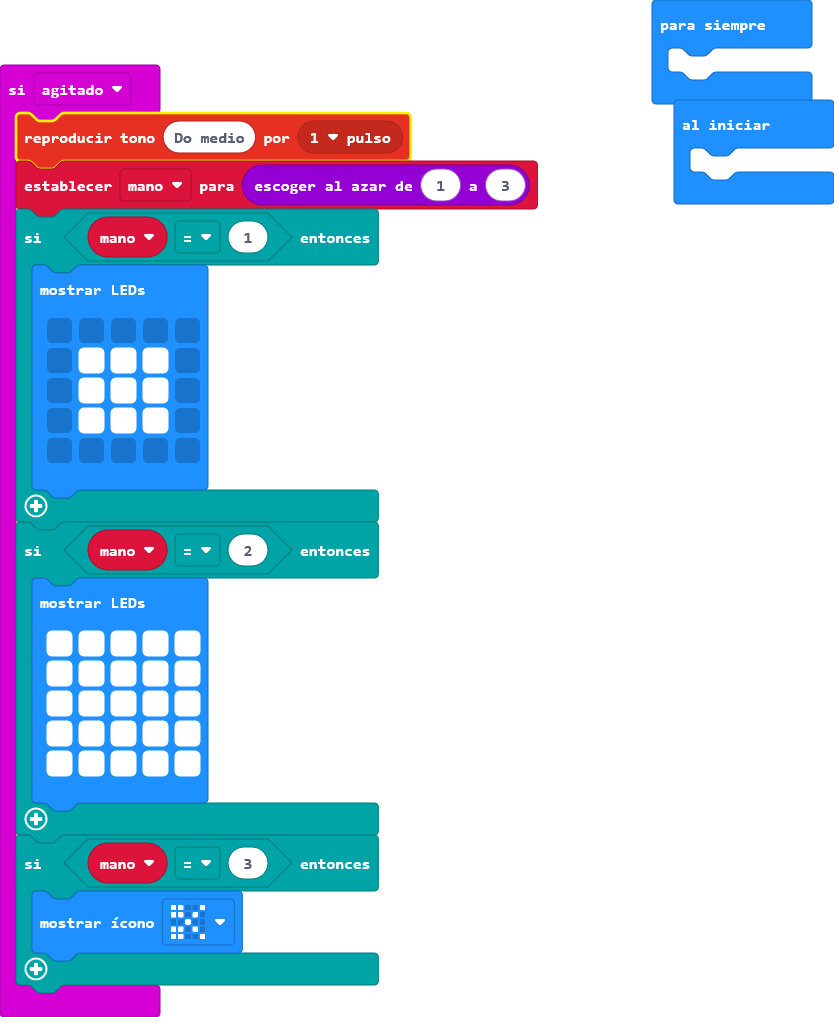 para siempre
al iniciar
si agitado
reproducir tono Do medio por 1 pulso
establecer mano para escoger al azar de 1 a 3
si mano = 1 entonces
mostrar LEDs
si mano = 2 entonces
mostrar LEDs
si mano = 3 entonces
mostrar ícono